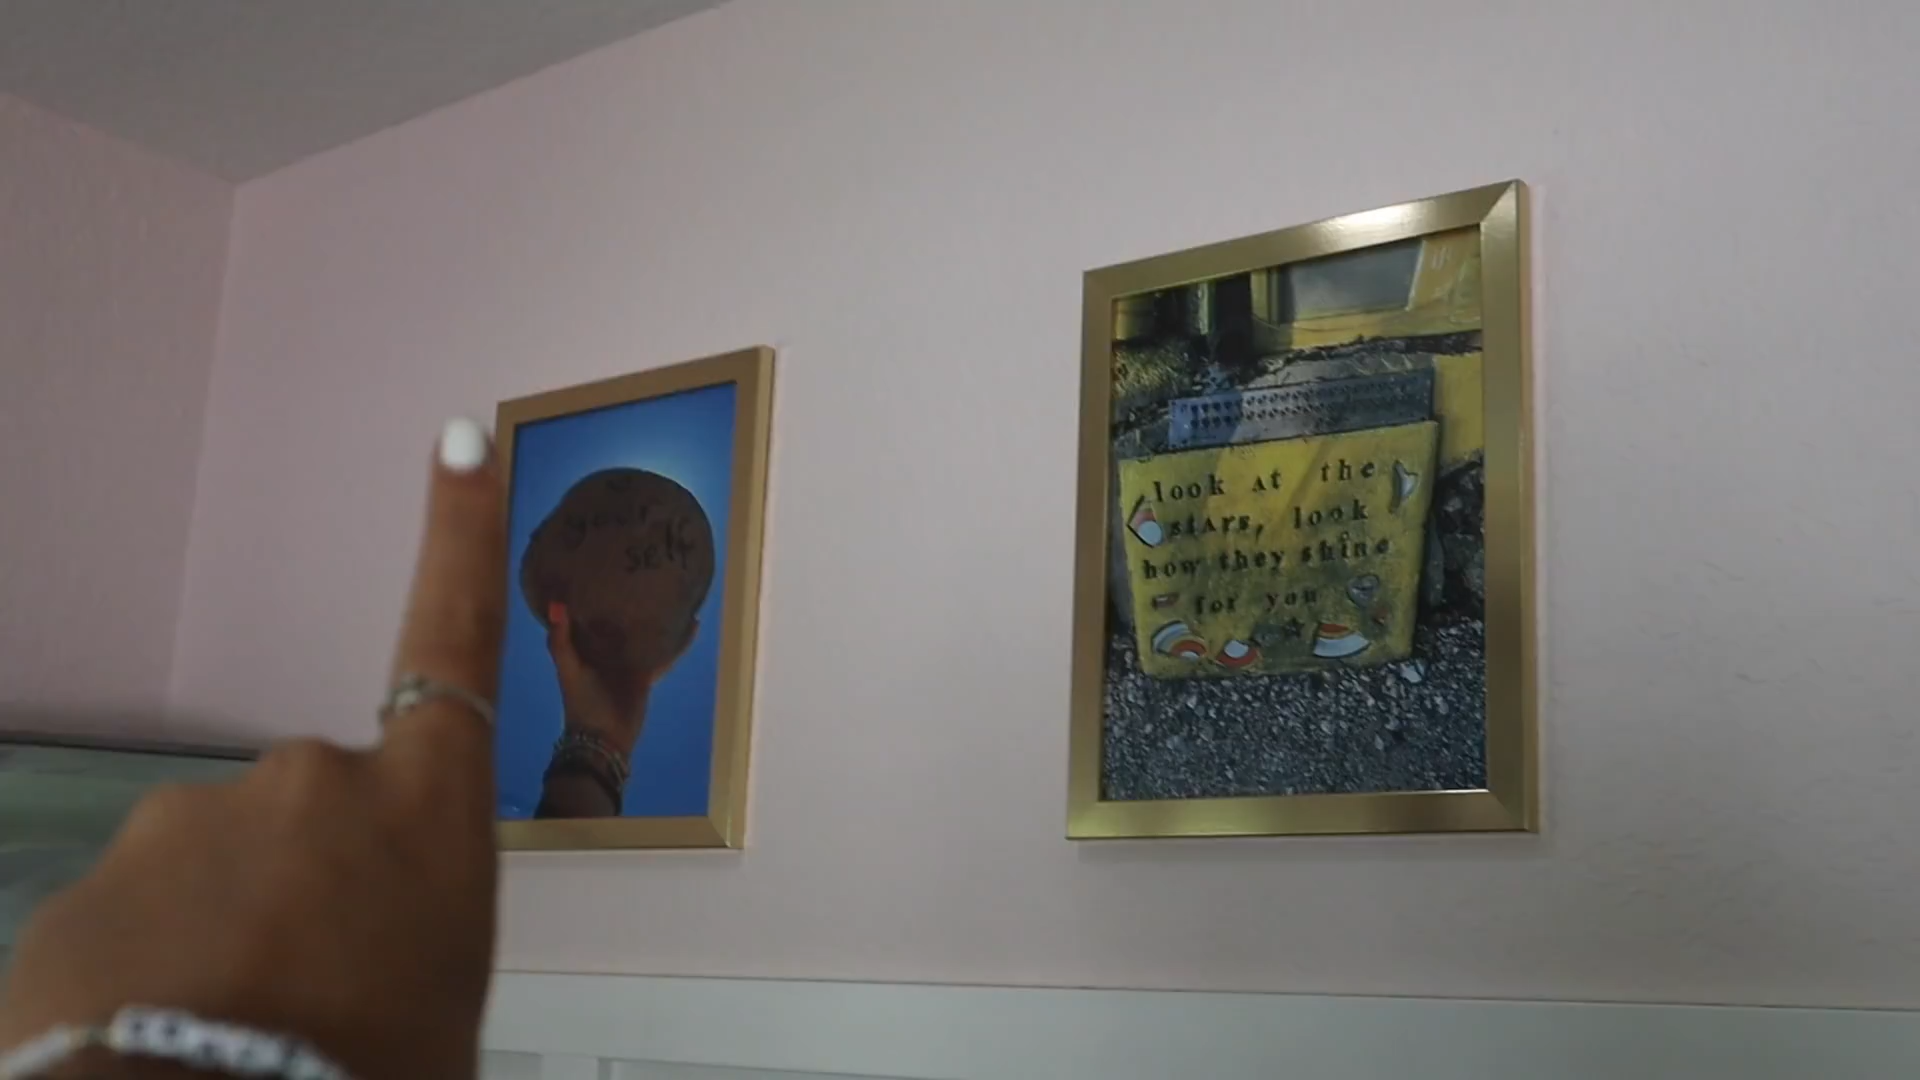 your
self
look at the
stars, look
how they shine
for you